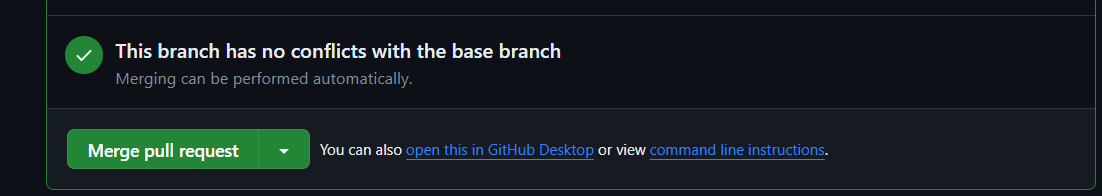 This branch has no conflicts with the base branch
Merging can be performed automatically.
Merge pull request
You can also open this in GitHub Desktop or view command line instructions.